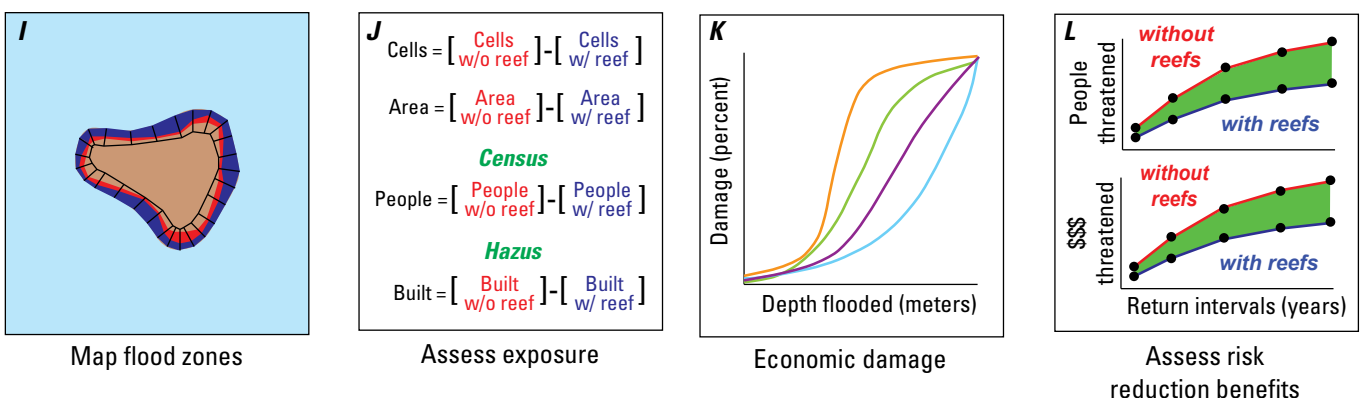 I
Map flood zones
J
Cells = [ Cells w/o reef ]-[ Cells w/ reef ]
Area = [ Area w/o reef ]-[ Area w/ reef ]
Census
People = [ People w/o reef ]-[ People w/ reef ]
Hazus
Built = [ Built w/o reef ]-[ Built w/ reef ]
Assess exposure
K
Damage (percent)
Depth flooded (meters)
Economic damage
L
People
threatened
without
reefs
with reefs
$$$
threatened
without
reefs
with reefs
Return intervals (years)
Assess risk
reduction benefits